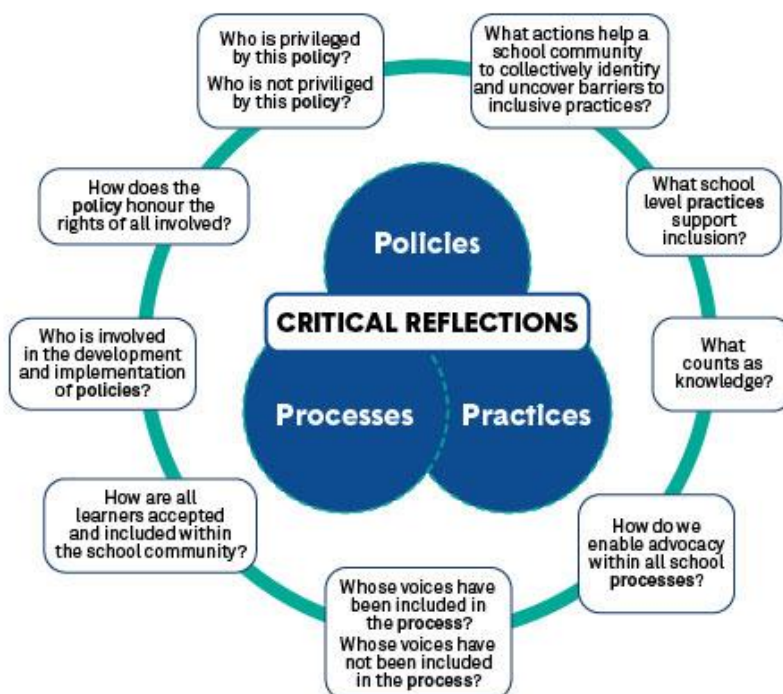 Who is privileged
by this policy?
Who is not priviliged
by this policy?
What actions help a
school community
to collectively identify
and uncover barriers to
inclusive practices?
How does the
policy honour the
rights of all involved?
What school
level practices
support
inclusion?
Policies
CRITICAL REFLECTIONS
Processes
Practices
Who is involved
in the development
and implementation
of policies?
What
counts as
knowledge?
How are all
learners accepted
and included within
the school community?
How do we
enable advocacy
within all school
processes?
Whose voices have
been included in
the process?
Whose voices have
not been included
in the process?